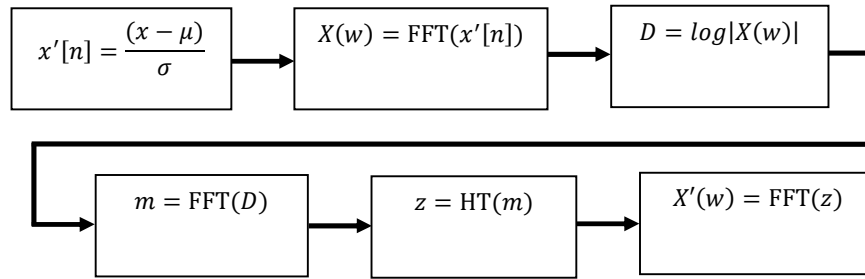 x′[n] = (x − μ)/σ
X(w) = FFT(x′[n])
D = log|X(w)|
m = FFT(D)
z = HT(m)
X′(w) = FFT(z)